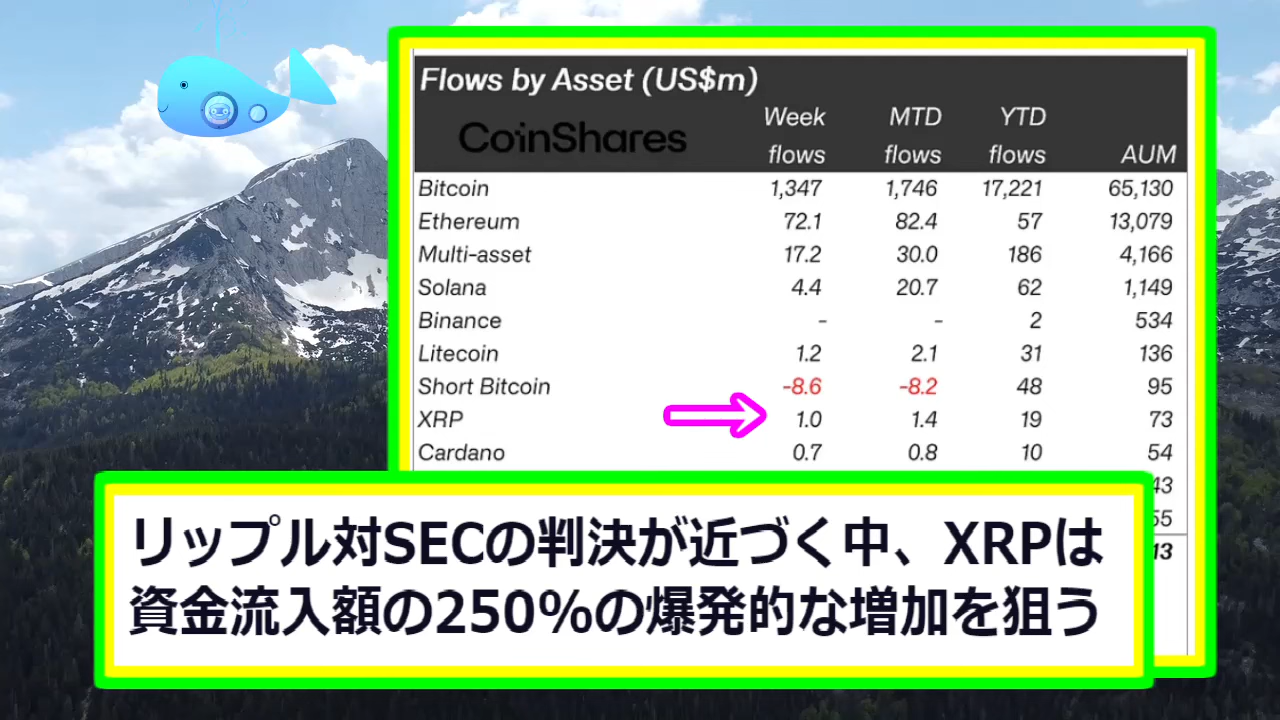 Flows by Asset (US$m)
CoinShares
Week flows MTD flows YTD flows AUM
Bitcoin 1,347 1,746 17,221 65,130
Ethereum 72.1 82.4 57 13,079
Multi-asset 17.2 30.0 186 4,166
Solana 4.4 20.7 62 1,149
Binance - - 2 534
Litecoin 1.2 2.1 31 136
Short Bitcoin -8.6 -8.2 48 95
XRP 1.0 1.4 19 73
Cardano 0.7 0.8 10 54
43
55
13
リップル対SECの判決が近づく中、XRPは
資金流入額の250%の爆発的な増加を狙う